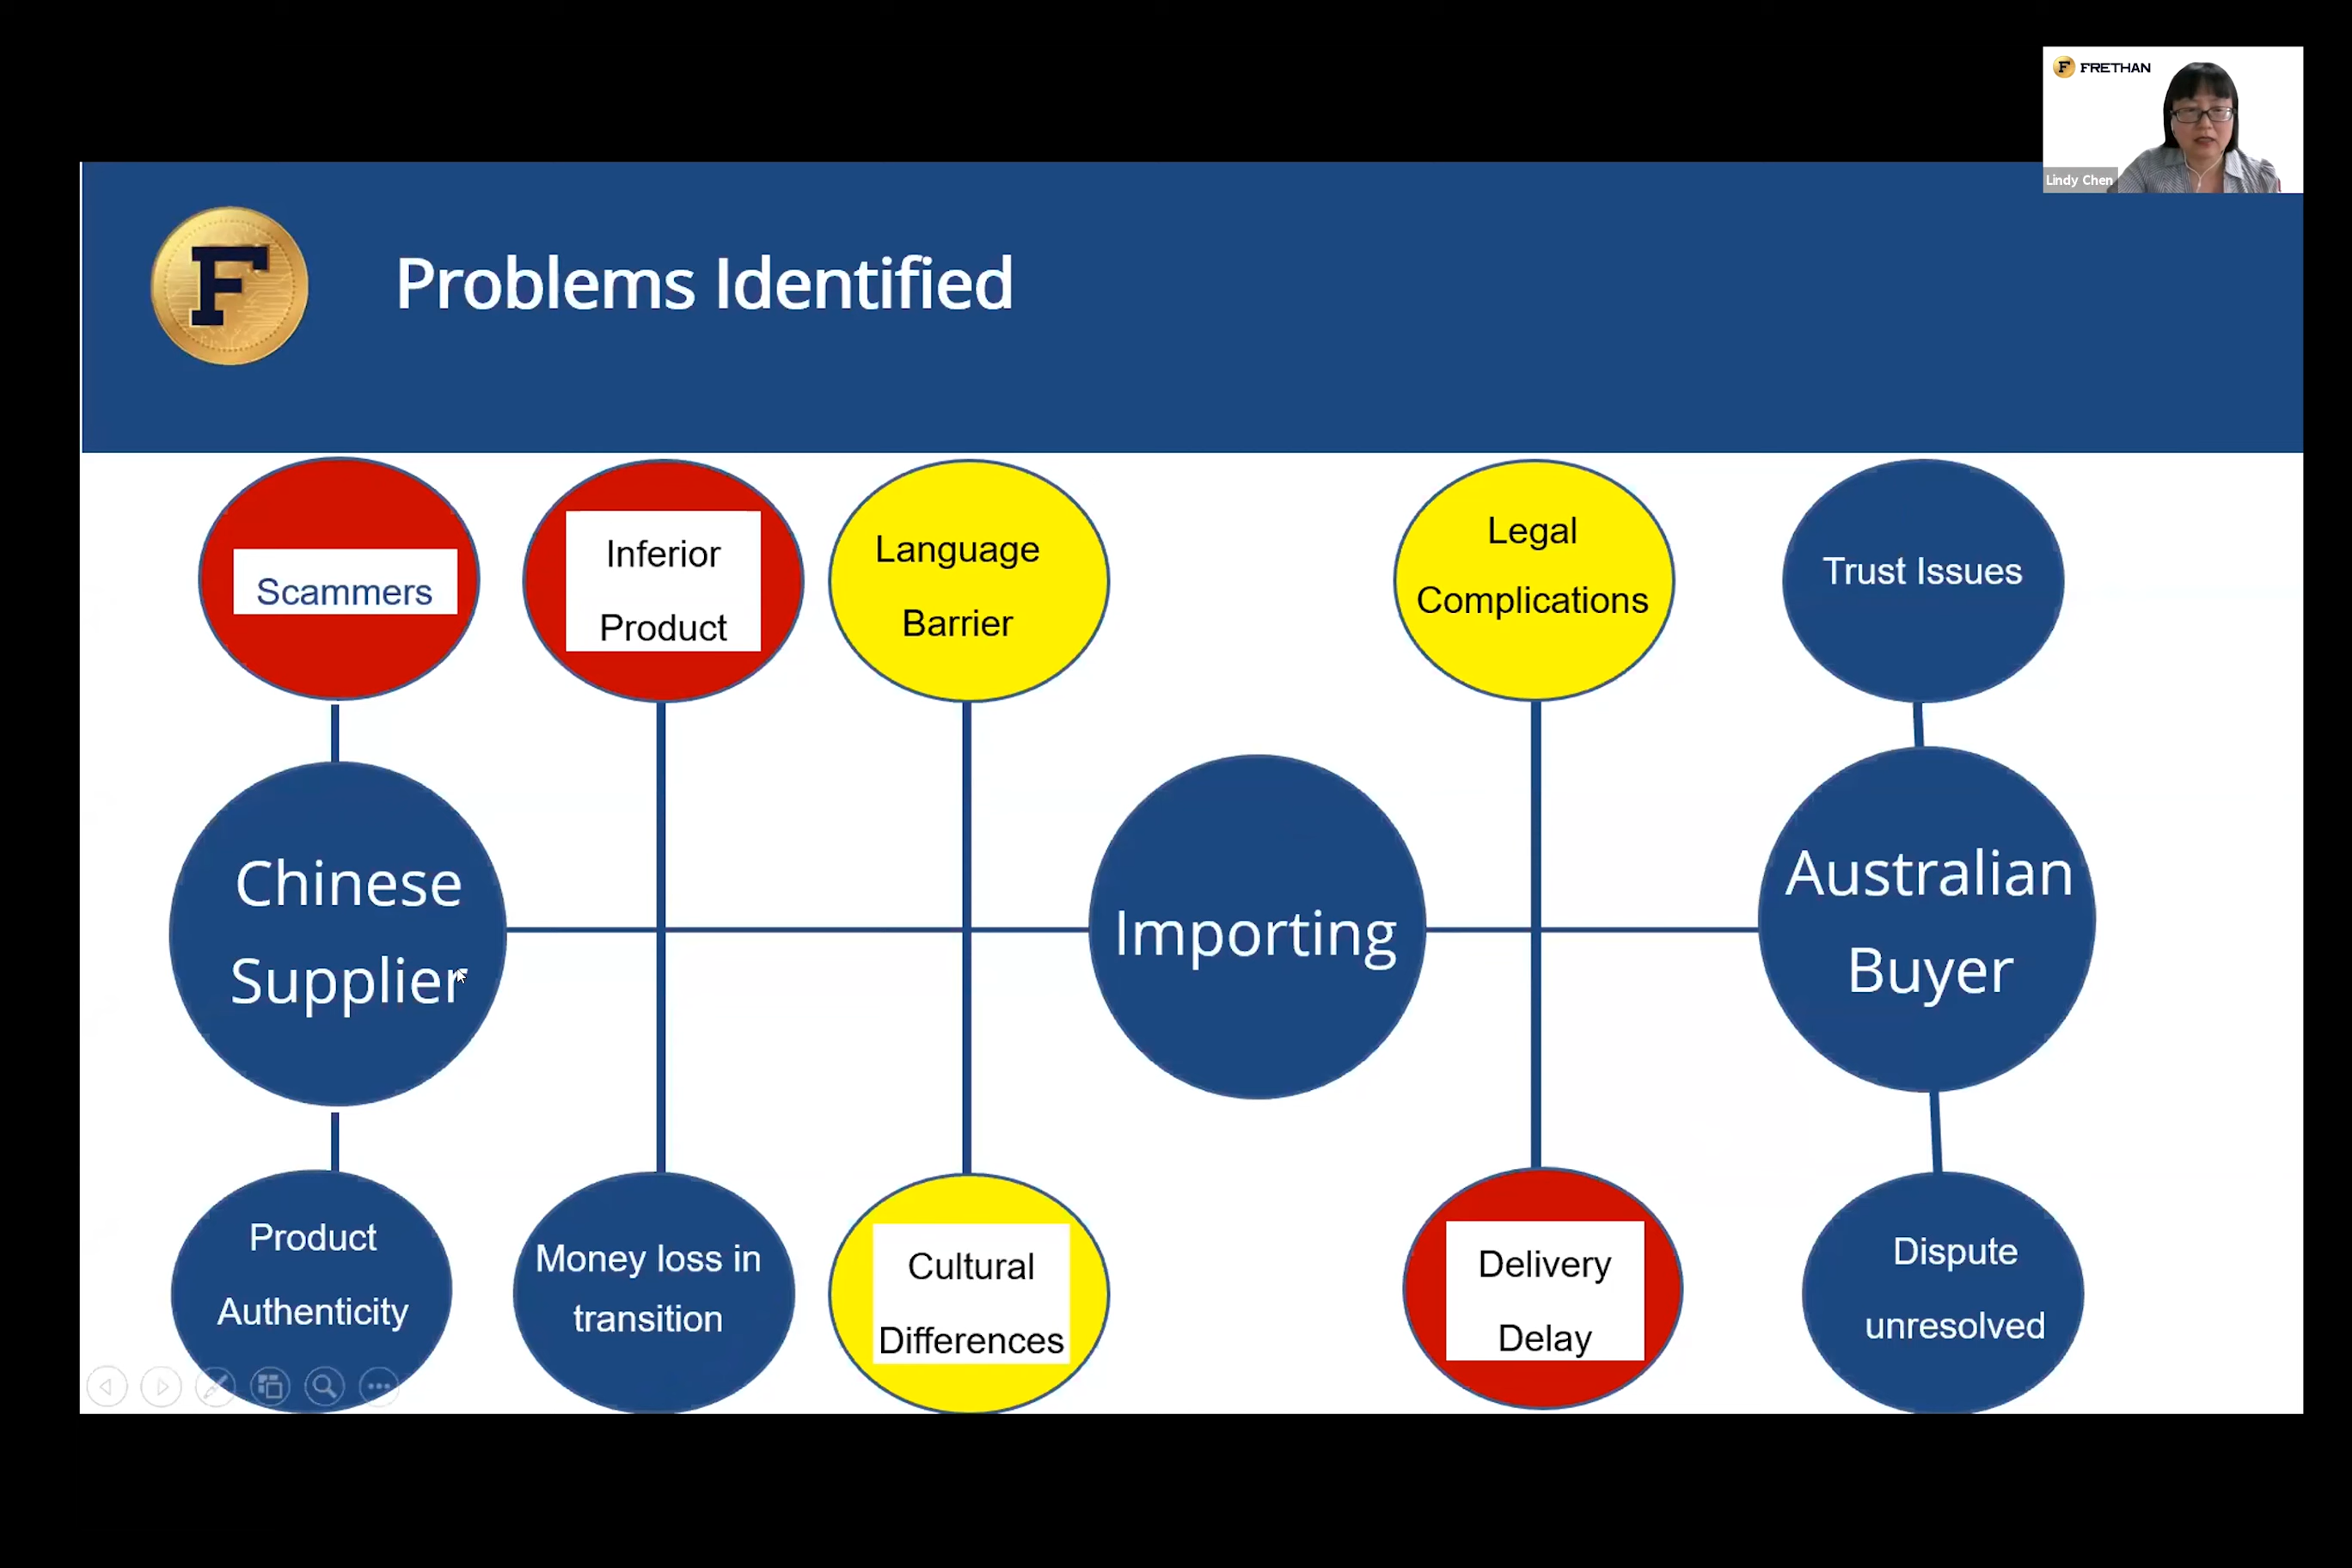 F FRETHAN
Lindy Chen
F
Problems Identified
Scammers
Inferior
Product
Language
Barrier
Legal
Complications
Trust Issues
Chinese
Supplier
Importing
Australian
Buyer
Product
Authenticity
Money loss in
transition
Cultural
Differences
Delivery
Delay
Dispute
unresolved